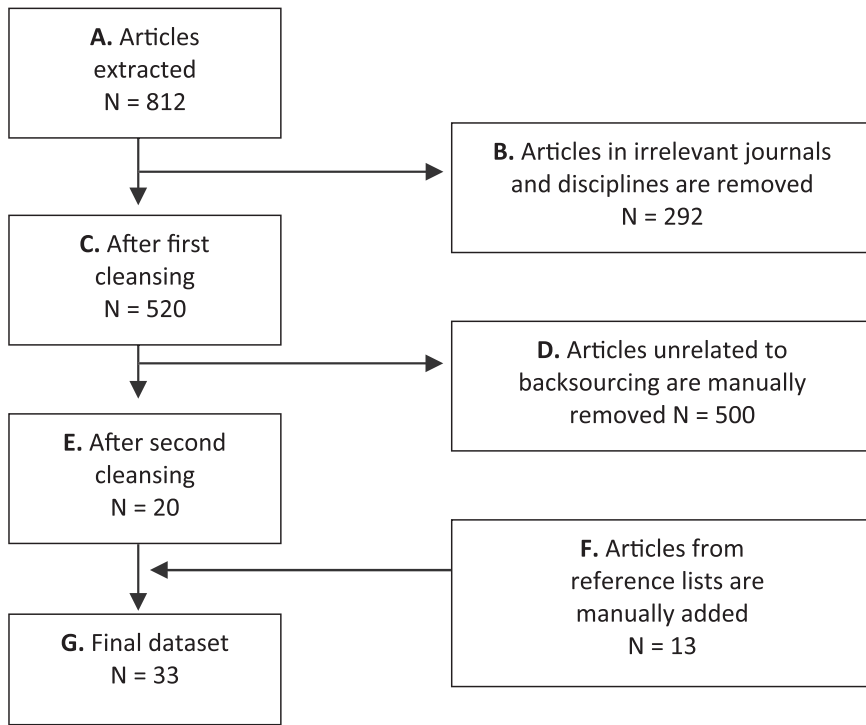 A. Articles
extracted
N = 812
B. Articles in irrelevant journals
and disciplines are removed
N = 292
C. After first
cleansing
N = 520
D. Articles unrelated to
backsourcing are manually
removed N = 500
E. After second
cleansing
N = 20
F. Articles from
reference lists are
manually added
N = 13
G. Final dataset
N = 33